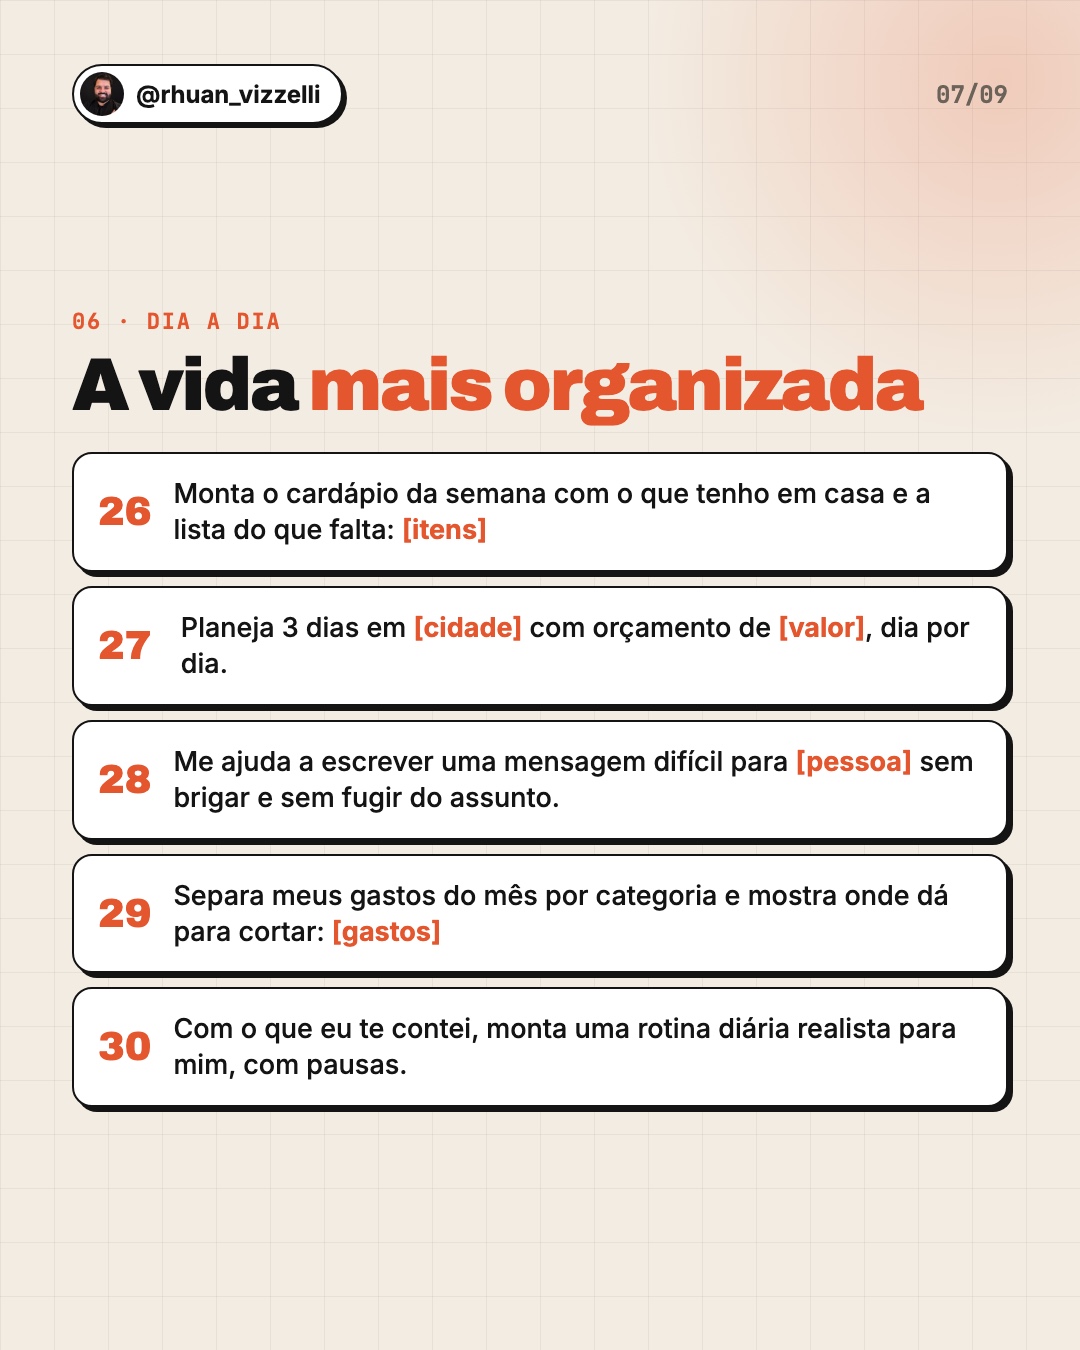 @rhuan_vizzelli
07/09
06 · DIA A DIA
A vida mais organizada
26
Monta o cardápio da semana com o que tenho em casa e a
lista do que falta: [itens]
27
Planeja 3 dias em [cidade] com orçamento de [valor], dia por
dia.
28
Me ajuda a escrever uma mensagem difícil para [pessoa] sem
brigar e sem fugir do assunto.
29
Separa meus gastos do mês por categoria e mostra onde dá
para cortar: [gastos]
30
Com o que eu te contei, monta uma rotina diária realista para
mim, com pausas.